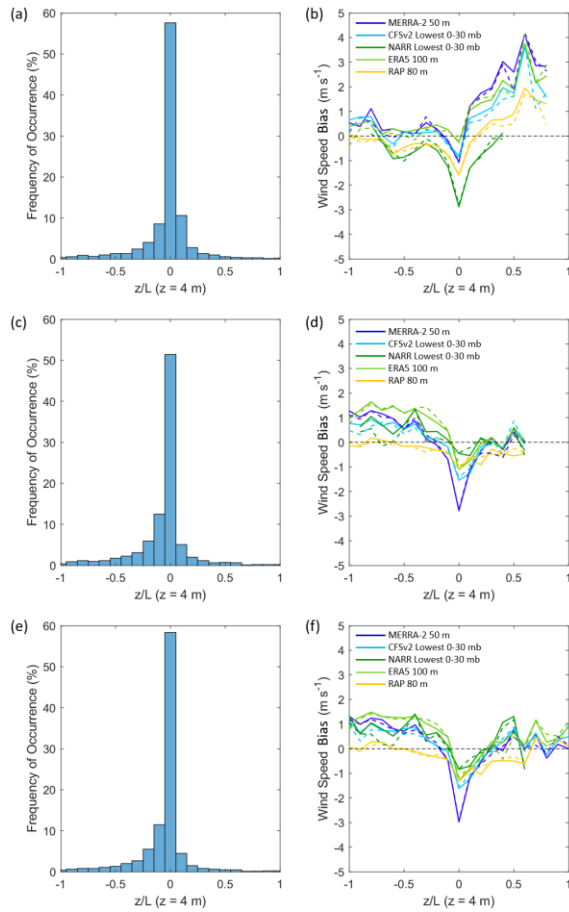 (a)
60
50
40
30
20
10
0
Frequency of Occurrence (%)
-1 -0.5 0 0.5 1
z/L (z = 4 m)
(b)
5
4
3
2
1
0
-1
-2
-3
-4
-5
Wind Speed Bias (m s⁻¹)
MERRA-2 50 m
CFSv2 Lowest 0-30 mb
NARR Lowest 0-30 mb
ERA5 100 m
RAP 80 m
-1 -0.5 0 0.5 1
z/L (z = 4 m)
(c)
60
50
40
30
20
10
0
Frequency of Occurrence (%)
-1 -0.5 0 0.5 1
z/L (z = 4 m)
(d)
5
4
3
2
1
0
-1
-2
-3
-4
-5
Wind Speed Bias (m s⁻¹)
MERRA-2 50 m
CFSv2 Lowest 0-30 mb
NARR Lowest 0-30 mb
ERA5 100 m
RAP 80 m
-1 -0.5 0 0.5 1
z/L (z = 4 m)
(e)
60
50
40
30
20
10
0
Frequency of Occurrence (%)
-1 -0.5 0 0.5 1
z/L (z = 4 m)
(f)
5
4
3
2
1
0
-1
-2
-3
-4
-5
Wind Speed Bias (m s⁻¹)
MERRA-2 50 m
CFSv2 Lowest 0-30 mb
NARR Lowest 0-30 mb
ERA5 100 m
RAP 80 m
-1 -0.5 0 0.5 1
z/L (z = 4 m)